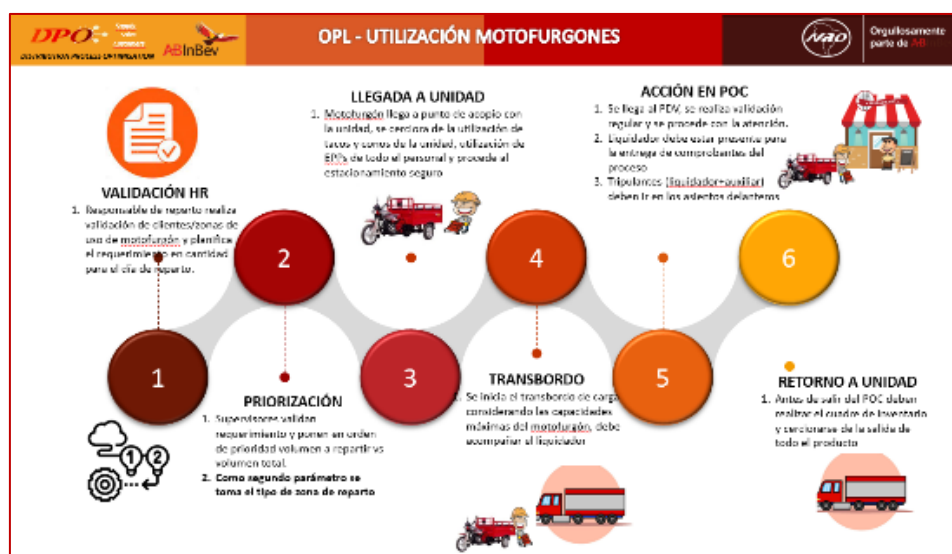 DPO
Supply
Sales
Customers
DISTRIBUTION PROCESS OPTIMIZATION
ABInBev
OPL - UTILIZACIÓN MOTOFURGONES
Orgullosamente
parte de AB
VALIDACIÓN HR
1. Responsable de reparto realiza
validación de clientes/zonas de
uso de motofurgón y planifica
el requerimiento en cantidad
para el día de reparto.
LLEGADA A UNIDAD
1. Motofurgón llega a punto de acopio con
la unidad, se cerciora de la utilización de
tacos y conos de la unidad, utilización de
EPPs de todo el personal y procede al
estacionamiento seguro
ACCIÓN EN POC
1. Se llega al PDV, se realiza validación
regular y se procede con la atención.
2. Liquidador debe estar presente para
la entrega de comprobantes del
proceso
3. Tripulantes (liquidador+auxiliar)
deben ir en los asientos delanteros
2
4
6
1
3
5
PRIORIZACIÓN
1. Supervisores validan
requerimiento y ponen en orden
de prioridad volumen a repartir vs
volumen total.
2. Como segundo parámetro se
toma el tipo de zona de reparto
TRANSBORDO
Se inicia el transbordo de carga
considerando las capacidades
máximas del motofurgón, debe
acompañar el liquidador
RETORNO A UNIDAD
1. Antes de salir del POC deben
realizar el cuadre de inventario
y cerciorarse de la salida de
todo el producto
1 2